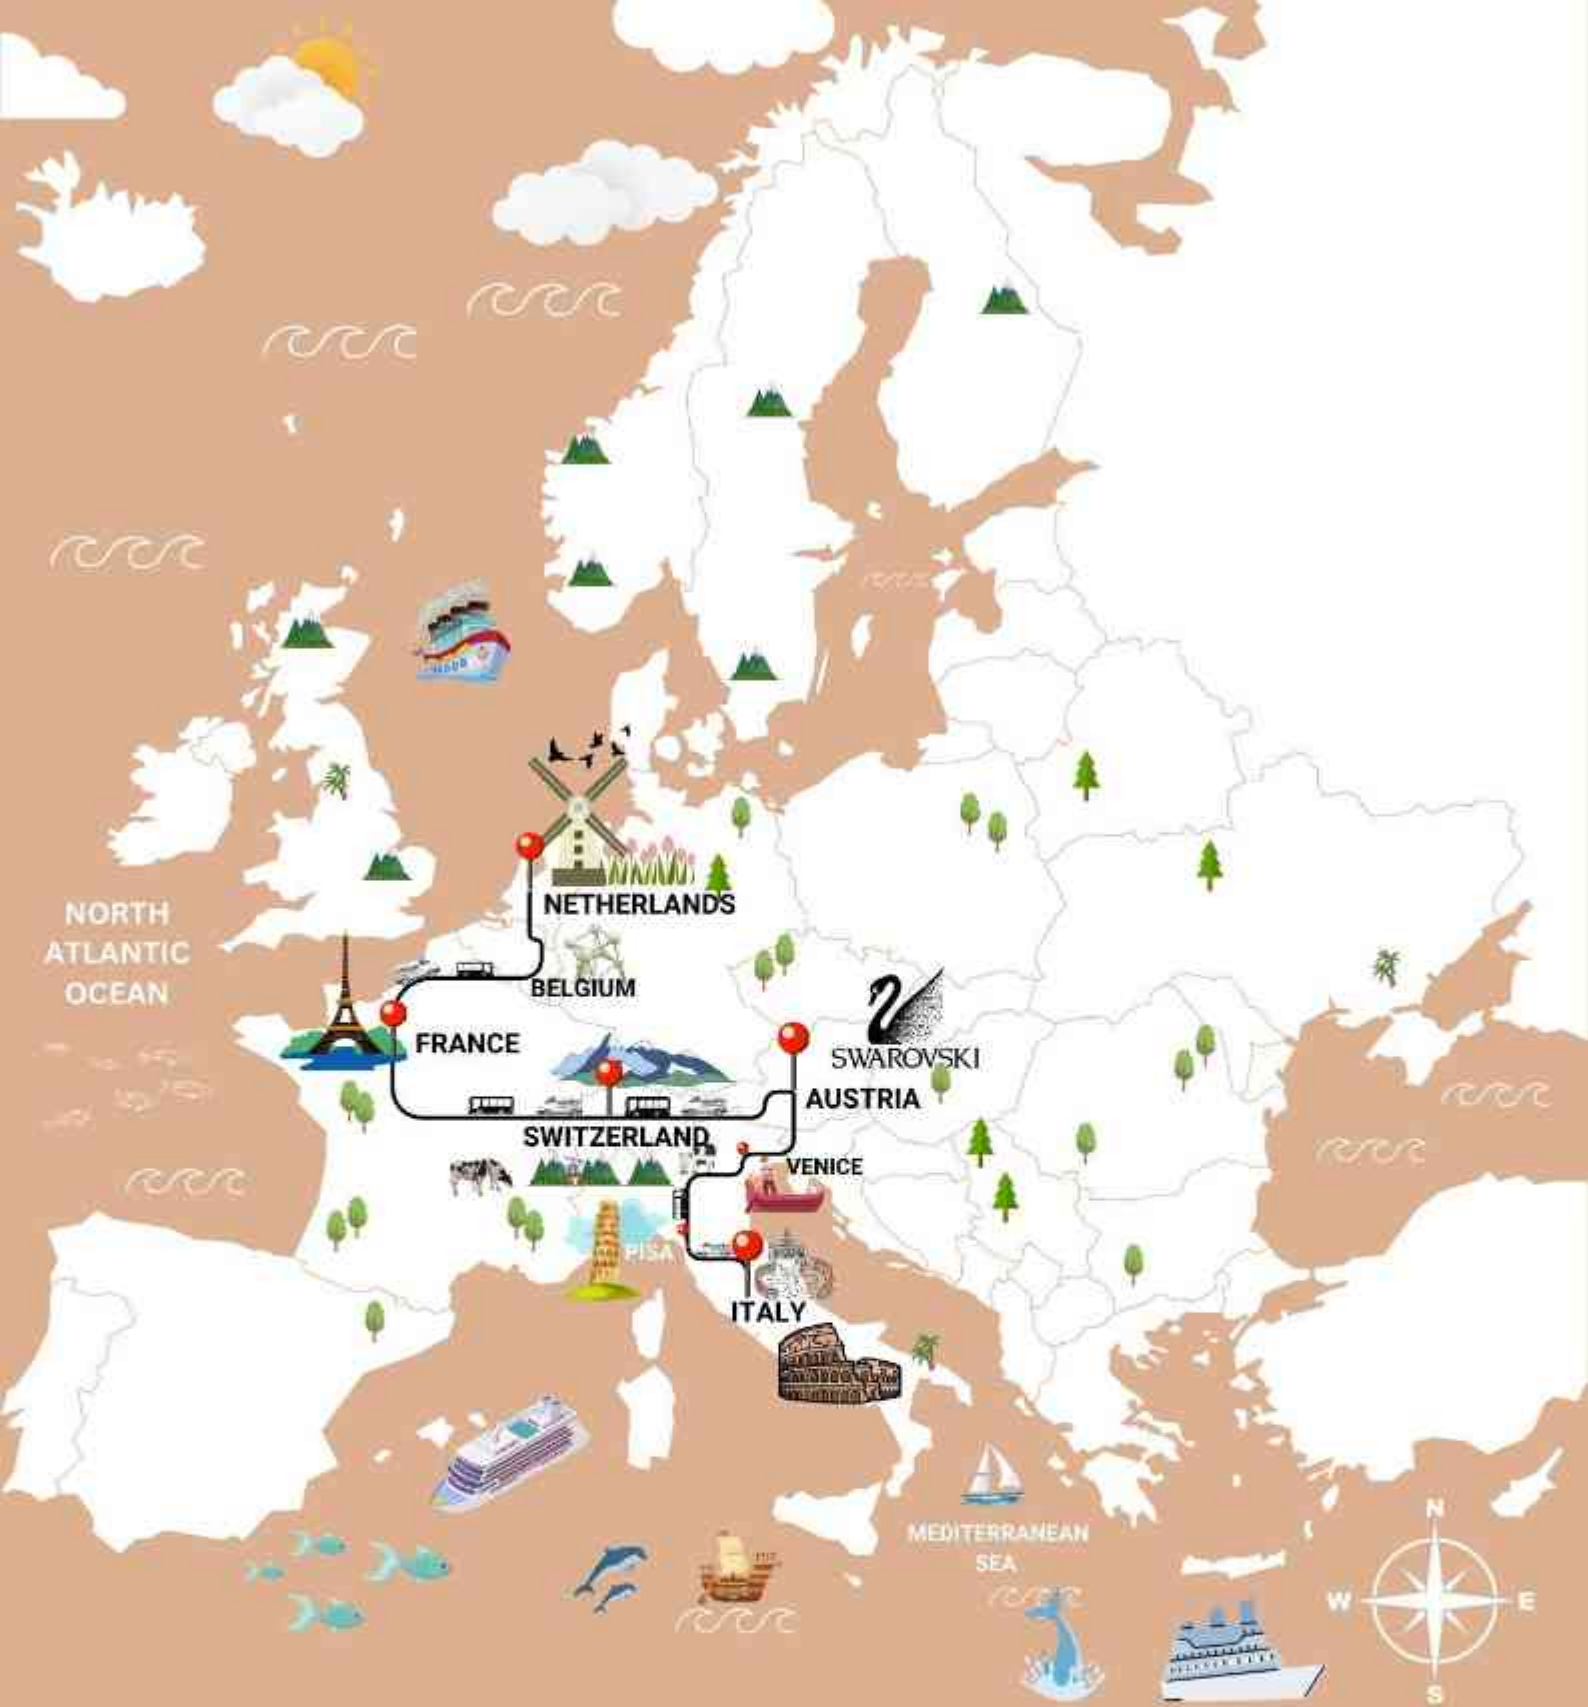 NETHERLANDS
NORTH
ATLANTIC
OCEAN
BELGIUM
FRANCE
SWAROVSKI
AUSTRIA
SWITZERLAND
VENICE
PISA
ITALY
MEDITERRANEAN
SEA
N
W
E
S